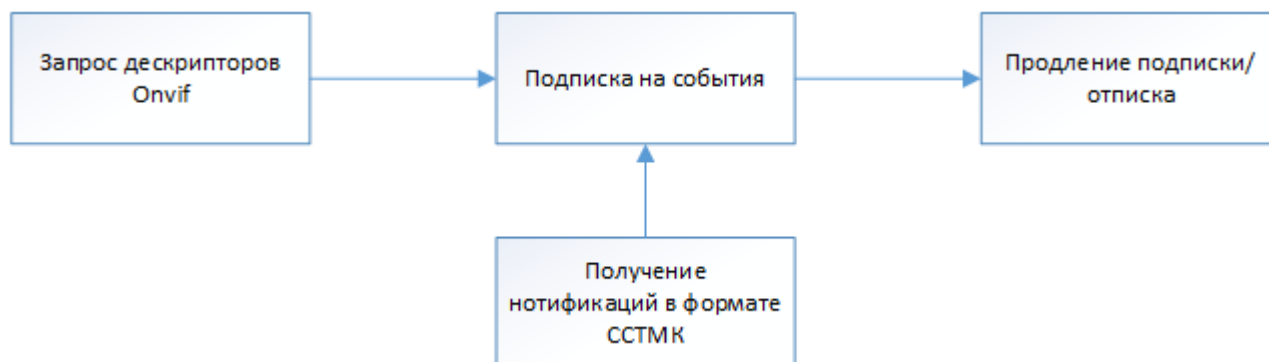 Запрос дескрипторов
Onvif
Подписка на события
Продление подписки/
отписка
Получение
нотификаций в формате
ССТМК